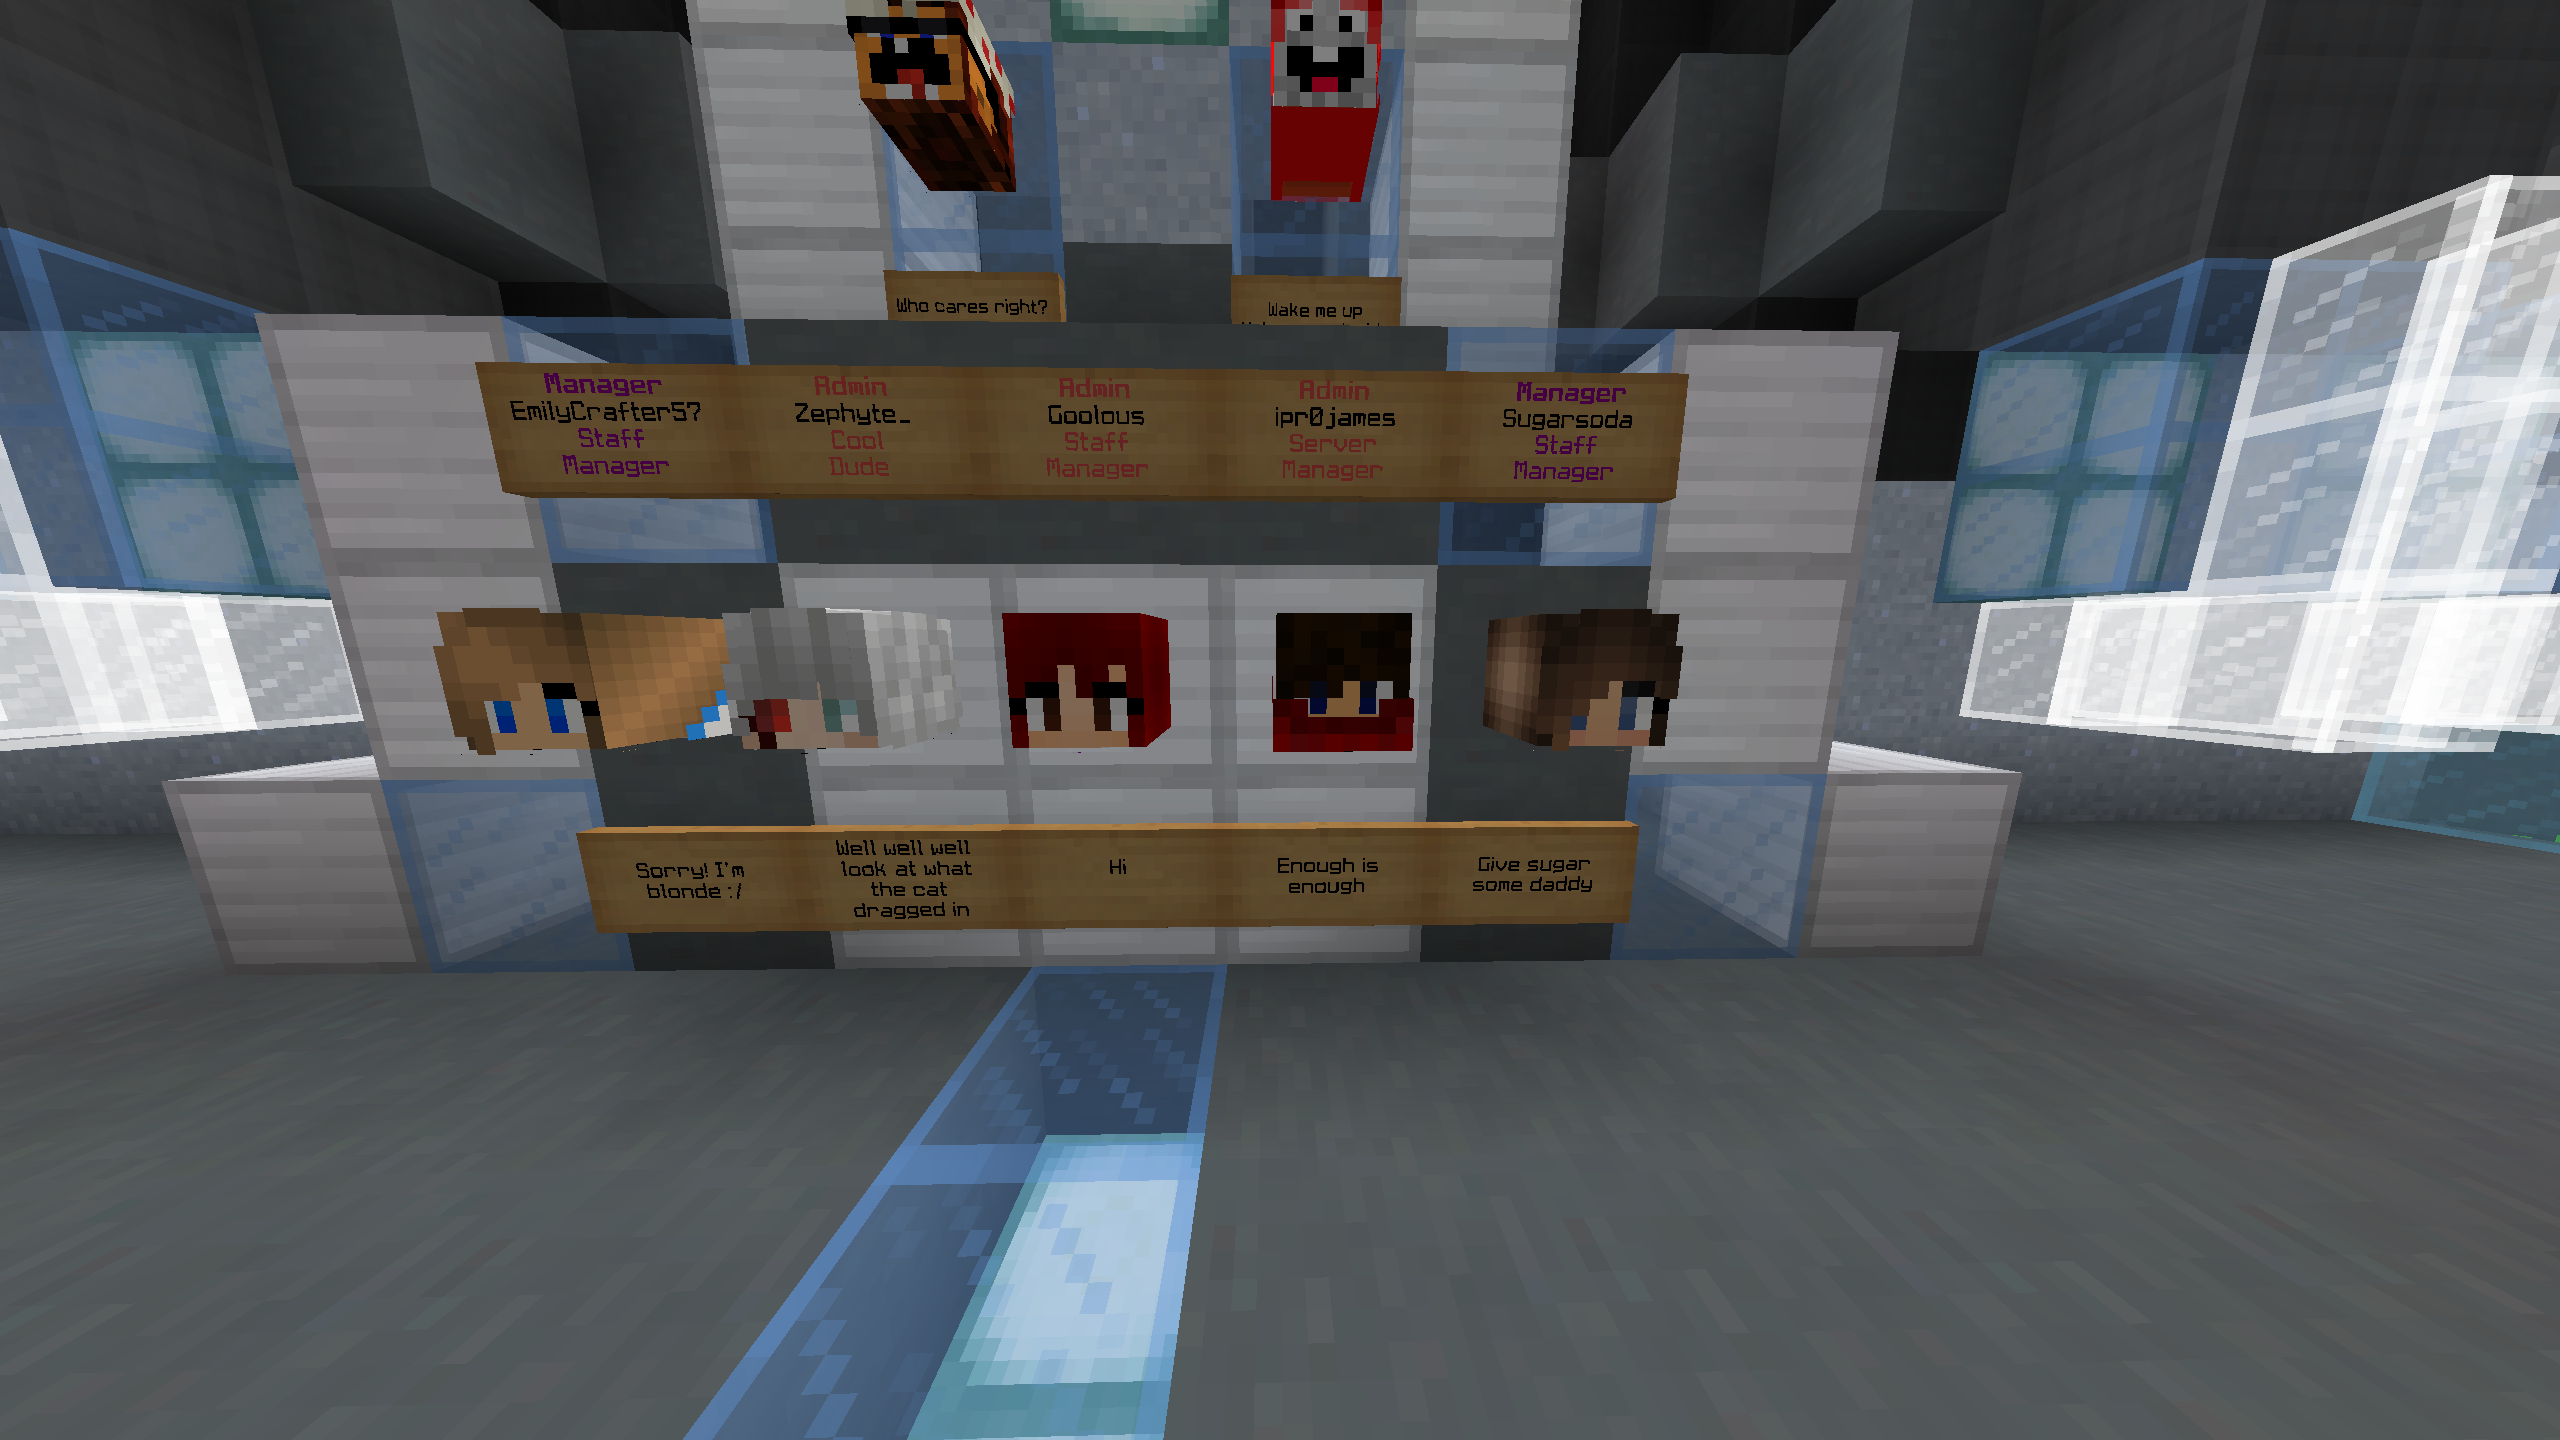 Who cares right?
Wake me up
Manager
EmilyCrafter57
Staff
Manager
Admin
Zephyte_
Cool
Dude
Admin
Goolous
Staff
Manager
Admin
ipr0james
Server
Manager
Manager
Sugarsoda
Staff
Manager
Sorry! I'm
blonde :/
Well well well
look at what
the cat
dragged in
Hi
Enough is
enough
Give sugar
some daddy